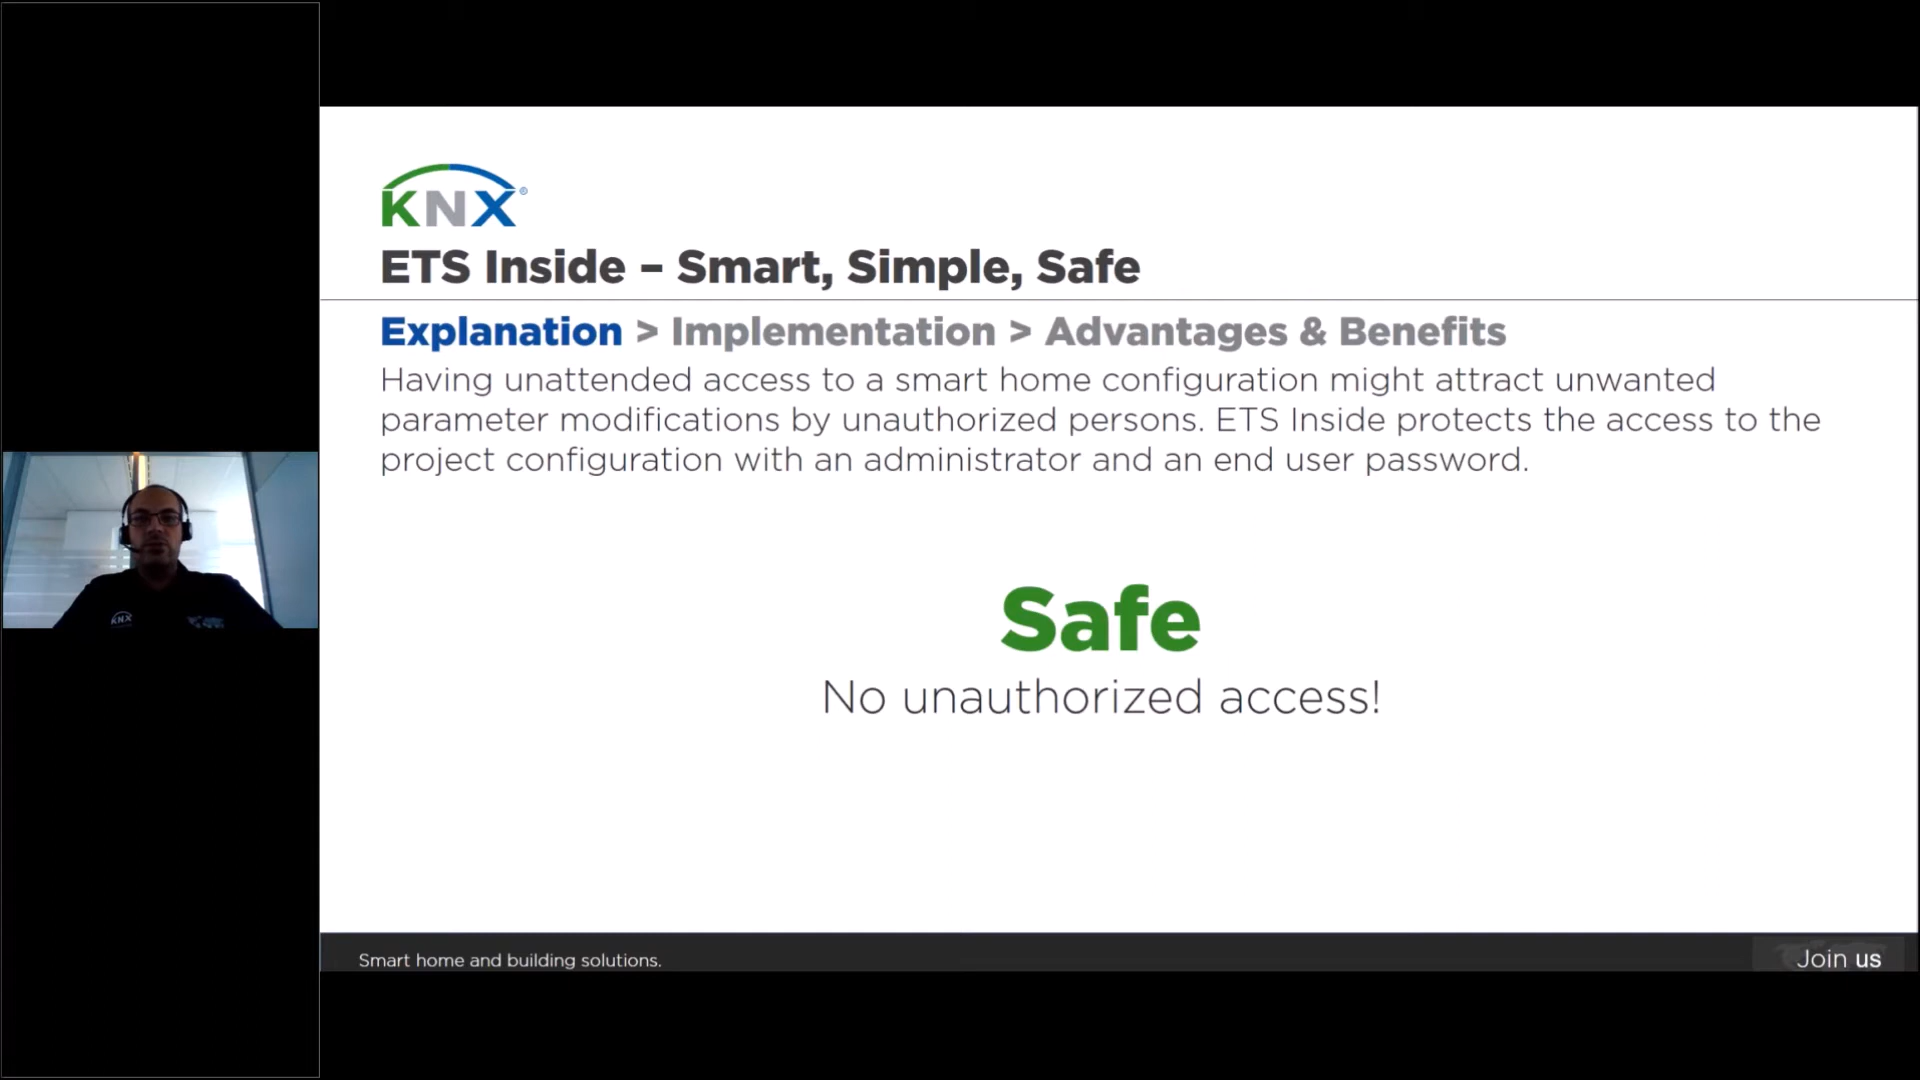 KNX®
ETS Inside – Smart, Simple, Safe
Explanation > Implementation > Advantages & Benefits
Having unattended access to a smart home configuration might attract unwanted
parameter modifications by unauthorized persons. ETS Inside protects the access to the
project configuration with an administrator and an end user password.
KNX
Safe
No unauthorized access!
Smart home and building solutions.
Join us